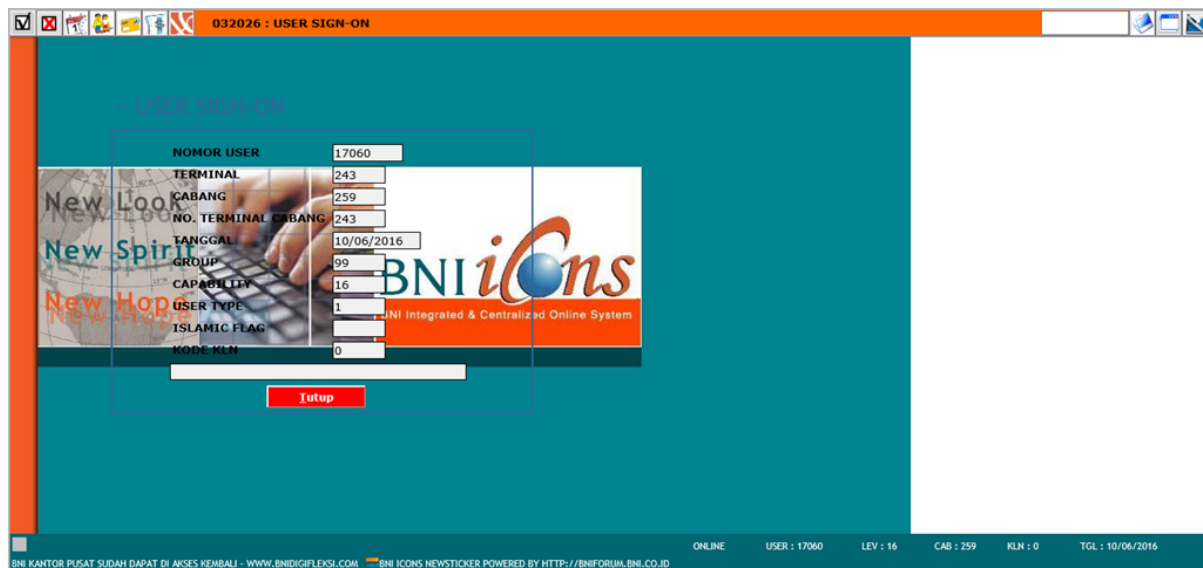 032026 : USER SIGN-ON
- USER SIGN-ON
NOMOR USER 17060
TERMINAL 243
CABANG 259
NO. TERMINAL CABANG 243
TANGGAL 10/06/2016
GROUP 99
CAPABILITY 16
USER TYPE 1
ISLAMIC FLAG
KODE KLN 0
Tutup
New Look
New Spirit
New Hope
BNI icons
BNI Integrated & Centralized Online System
ONLINE USER : 17060 LEV : 16 CAB : 259 KLN : 0 TGL : 10/06/2016
BNI KANTOR PUSAT SUDAH DAPAT DI AKSES KEMBALI - WWW.BNIDIGIFLEKSI.COM BNI ICONS NEWSTICKER POWERED BY HTTP://BNIFORUM.BNI.CO.ID